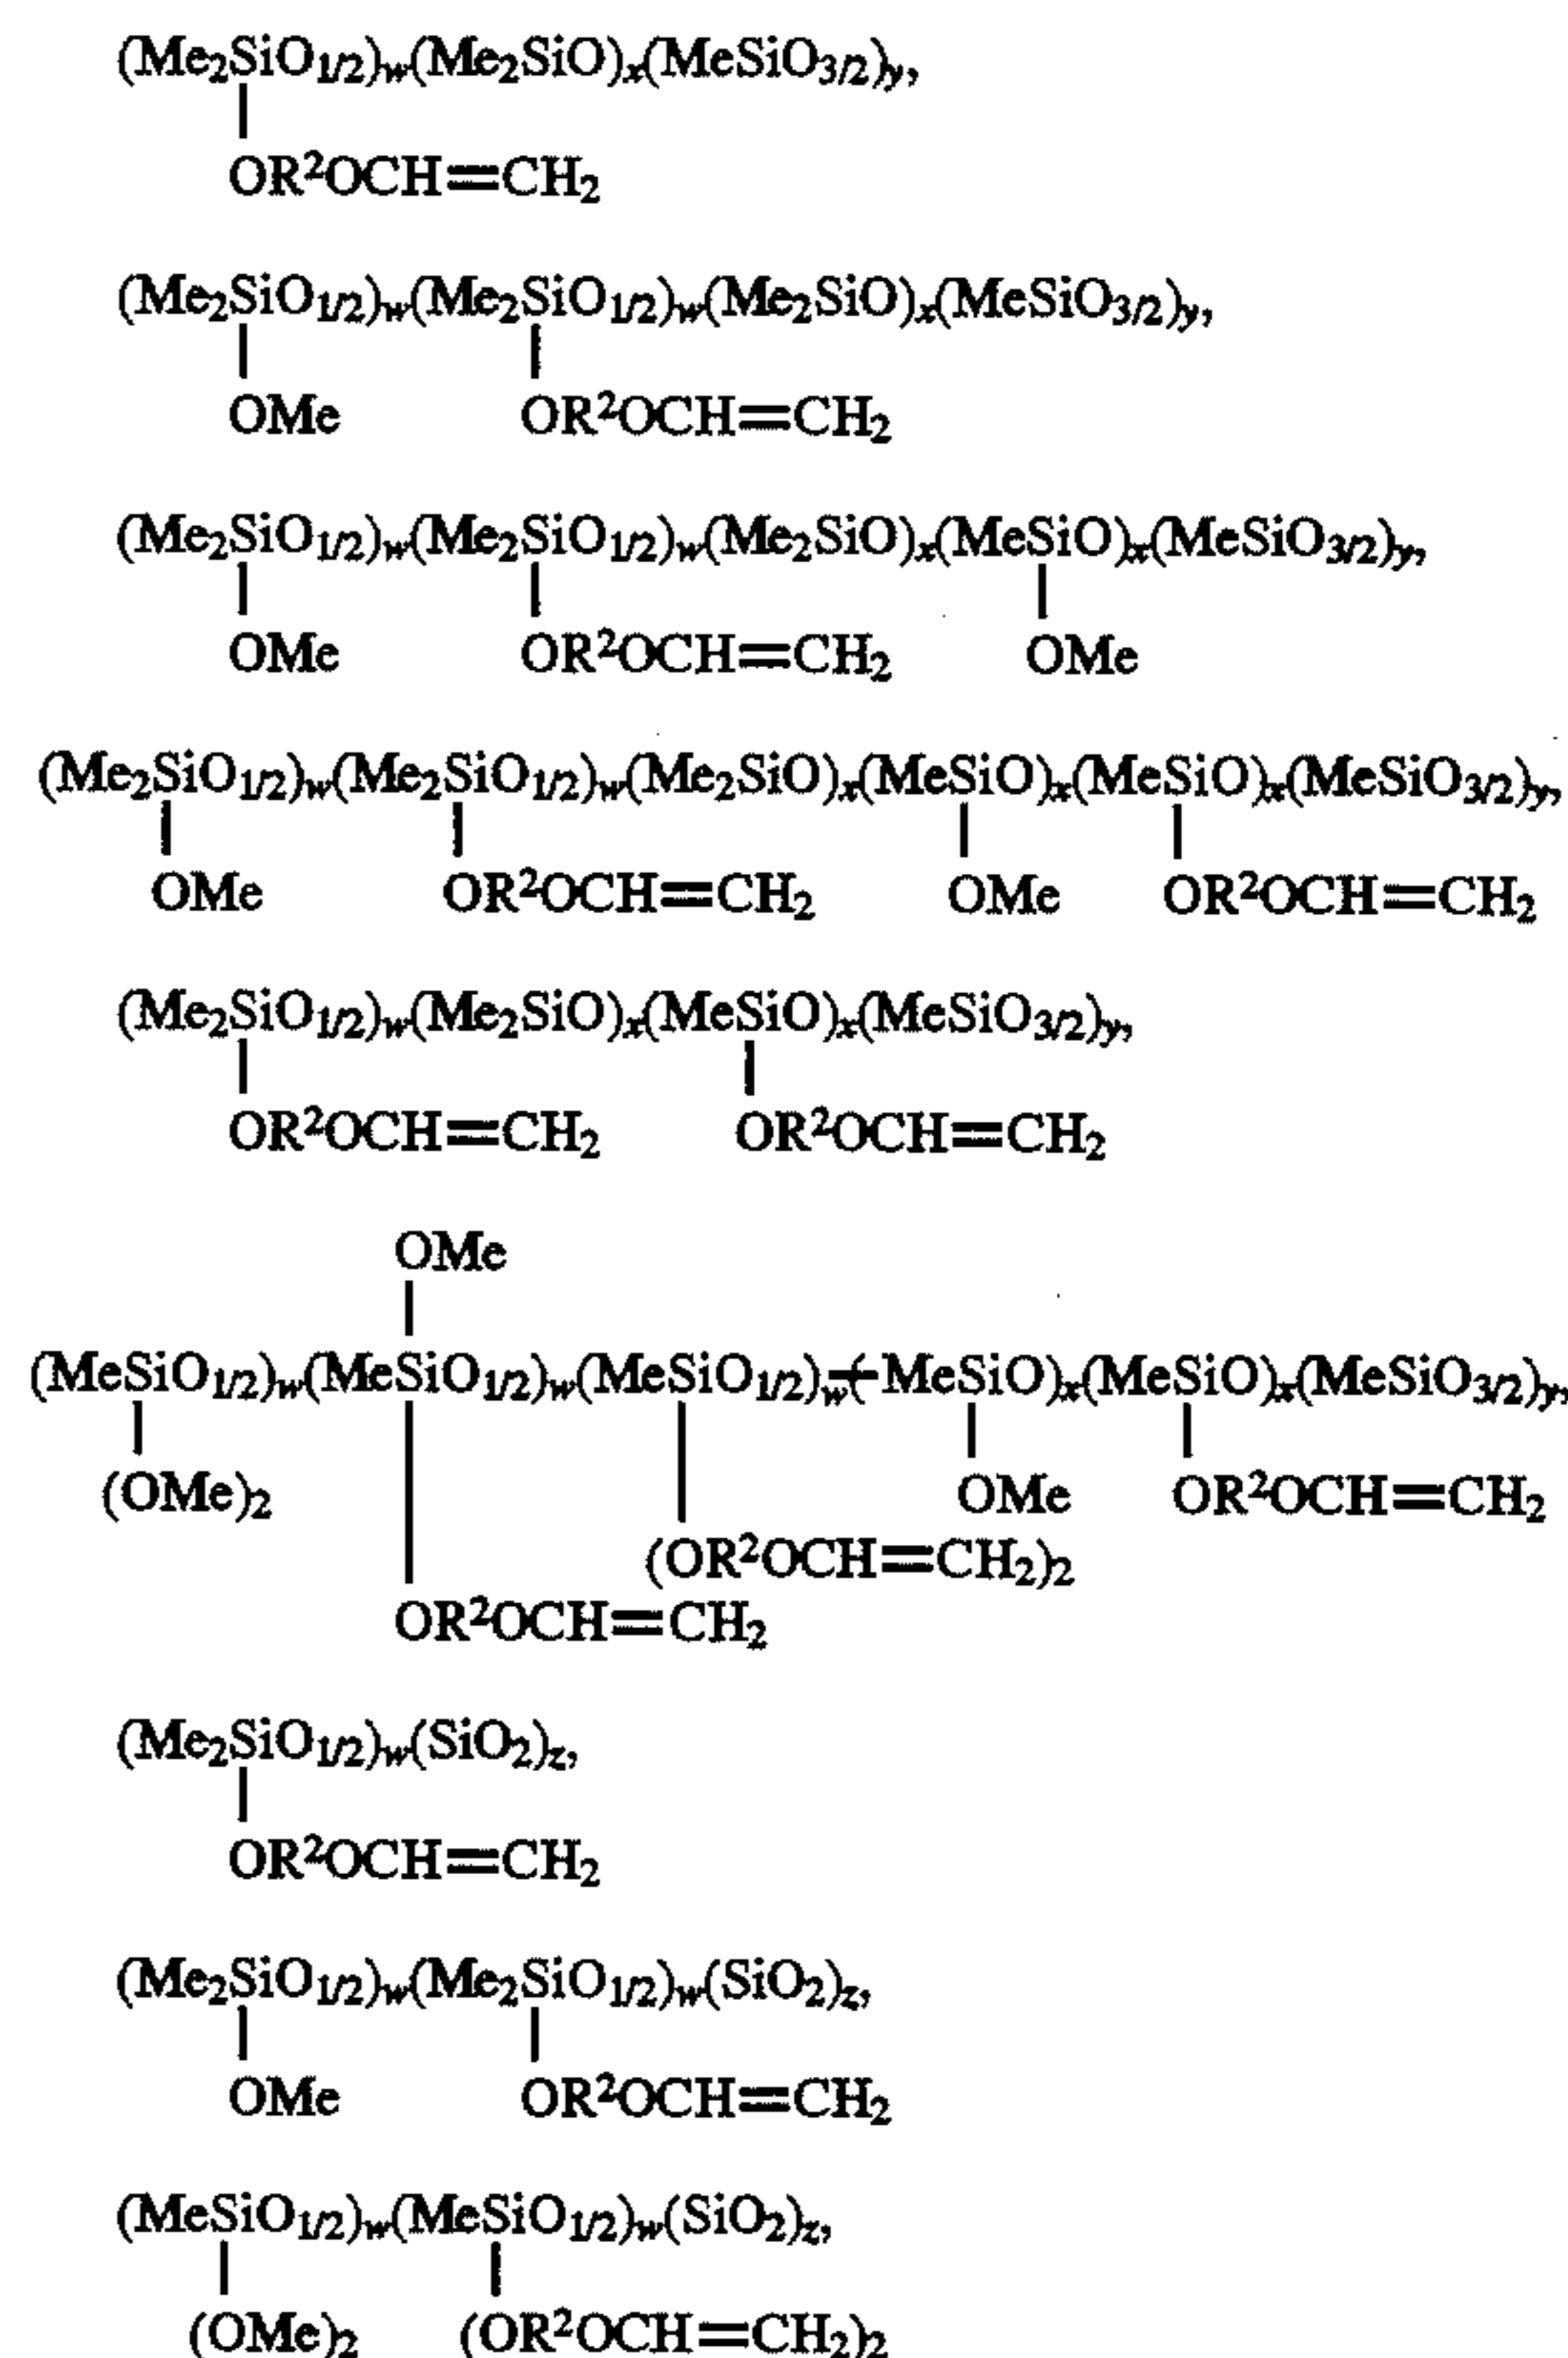 (Me₂SiO₁/₂)w(Me₂SiO)x(MeSiO₃/₂)y,
OR²OCH=CH₂
(Me₂SiO₁/₂)w(Me₂SiO₁/₂)w(Me₂SiO)x(MeSiO₃/₂)y,
OMe OR²OCH=CH₂
(Me₂SiO₁/₂)w(Me₂SiO₁/₂)w(Me₂SiO)x(MeSiO)x(MeSiO₃/₂)y,
OMe OR²OCH=CH₂ OMe
(Me₂SiO₁/₂)w(Me₂SiO₁/₂)w(Me₂SiO)x(MeSiO)x(MeSiO)x(MeSiO₃/₂)y,
OMe OR²OCH=CH₂ OMe OR²OCH=CH₂
(Me₂SiO₁/₂)w(Me₂SiO)x(MeSiO)x(MeSiO₃/₂)y,
OR²OCH=CH₂ OR²OCH=CH₂
OMe
(MeSiO₁/₂)w(MeSiO₁/₂)w(MeSiO₁/₂)w(MeSiO)x(MeSiO)x(MeSiO₃/₂)y,
(OMe)₂ OMe OR²OCH=CH₂
(OR²OCH=CH₂)₂
OR²OCH=CH₂
(Me₂SiO₁/₂)w(SiO₂)z,
OR²OCH=CH₂
(Me₂SiO₁/₂)w(Me₂SiO₁/₂)w(SiO₂)z,
OMe OR²OCH=CH₂
(MeSiO₁/₂)w(MeSiO₁/₂)w(SiO₂)z,
(OMe)₂ (OR²OCH=CH₂)₂